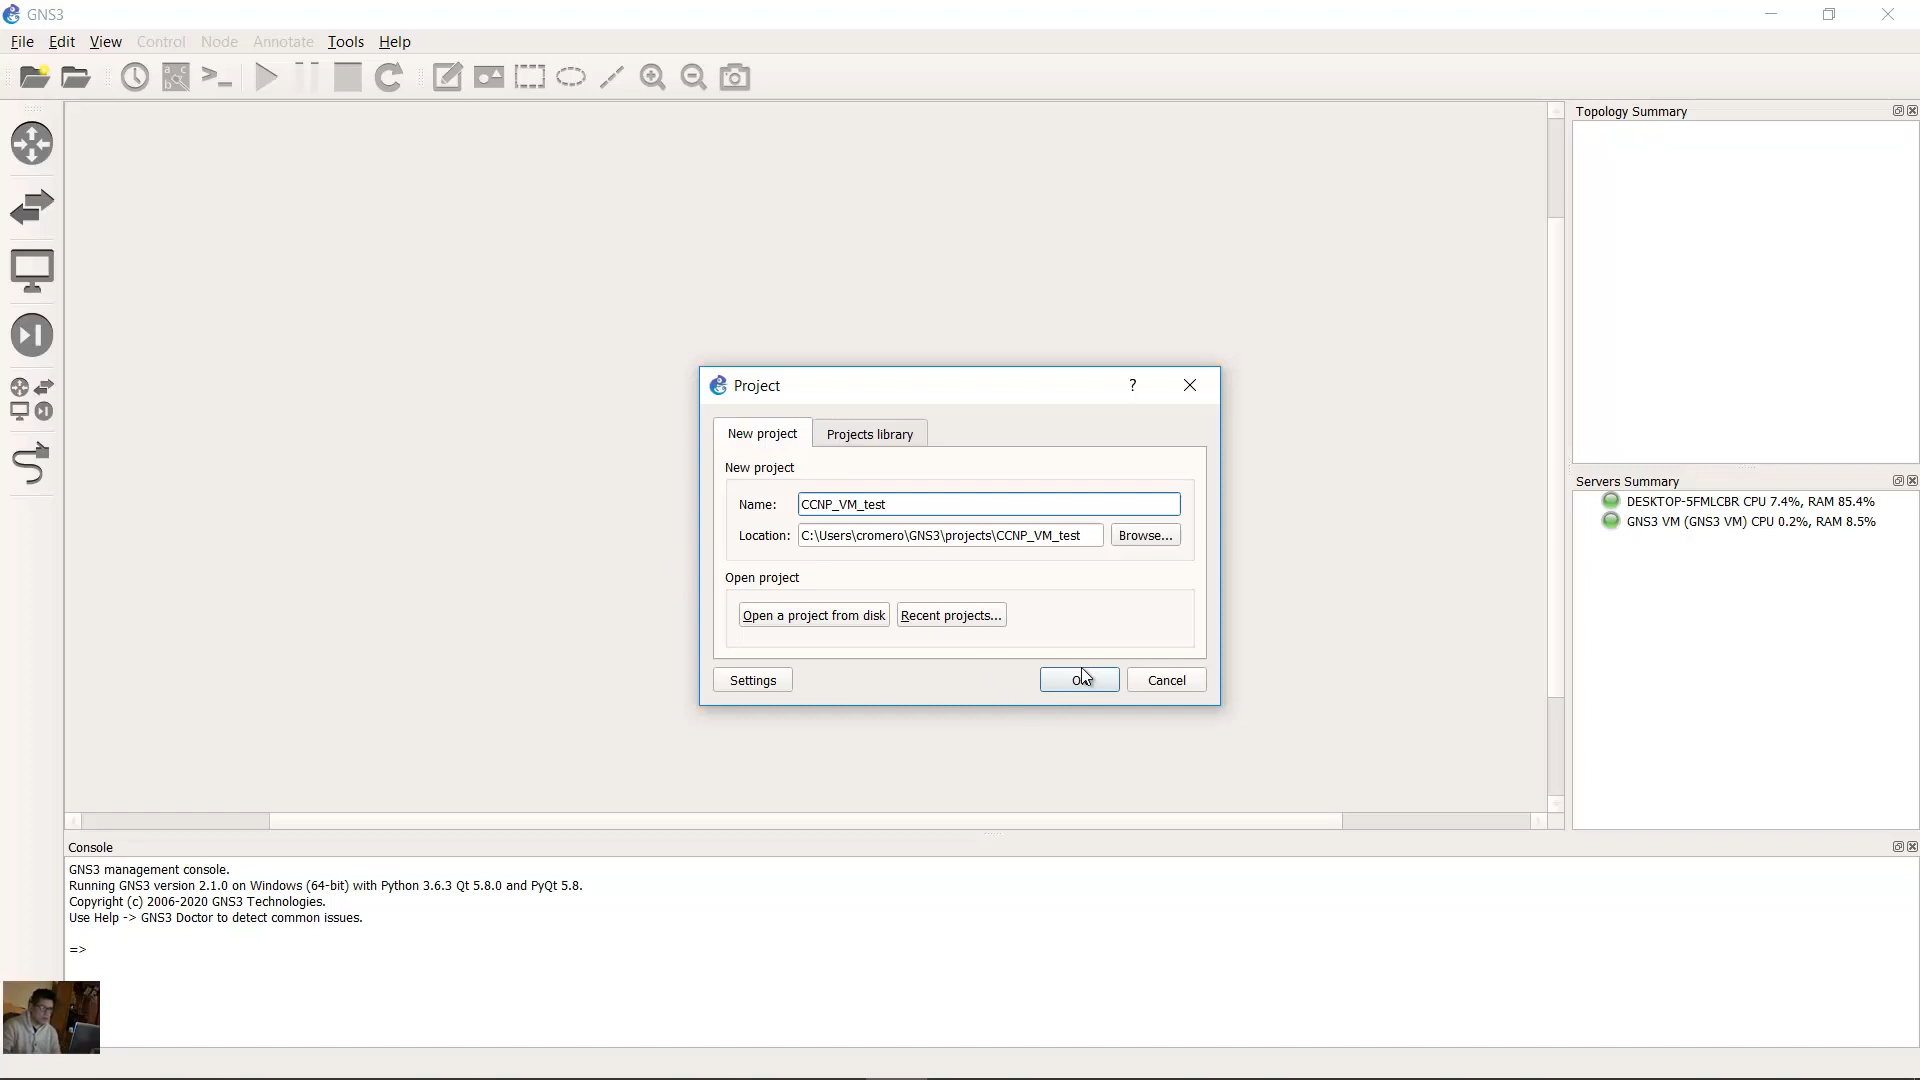 GNS3
File Edit View Control Node Annotate Tools Help
Topology Summary
Project
New project Projects library
New project
Name: CCNP_VM_test
Location: C:\Users\cromero\GNS3\projects\CCNP_VM_test Browse...
Open project
Open a project from disk Recent projects...
Settings Cancel
Servers Summary
DESKTOP-5FMLCBR CPU 7.4%, RAM 85.4%
GNS3 VM (GNS3 VM) CPU 0.2%, RAM 8.5%
Console
GNS3 management console.
Running GNS3 version 2.1.0 on Windows (64-bit) with Python 3.6.3 Qt 5.8.0 and PyQt 5.8.
Copyright (c) 2006-2020 GNS3 Technologies.
Use Help -> GNS3 Doctor to detect common issues.
=>